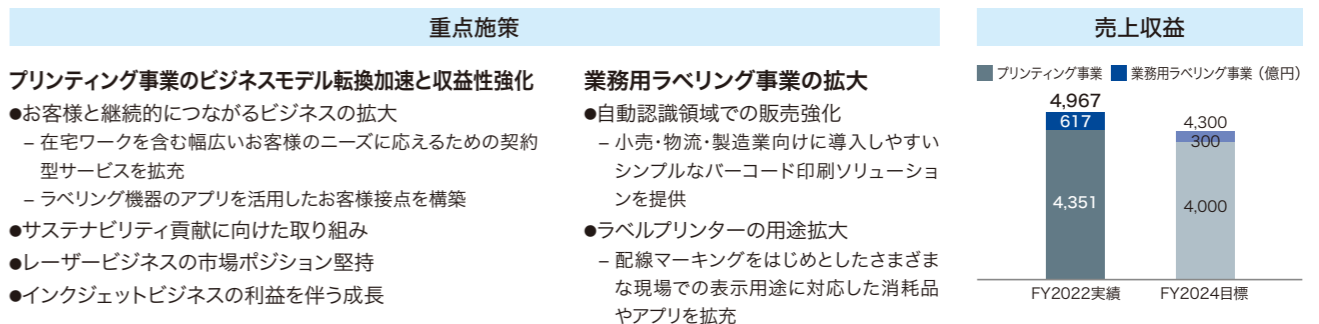 重点施策
プリンティング事業のビジネスモデル転換加速と収益性強化
●お客様と継続的につながるビジネスの拡大
– 在宅ワークを含む幅広いお客様のニーズに応えるための契約
型サービスを拡充
– ラベリング機器のアプリを活用したお客様接点を構築
●サステナビリティ貢献に向けた取り組み
●レーザービジネスの市場ポジション堅持
●インクジェットビジネスの利益を伴う成長
業務用ラベリング事業の拡大
●自動認識領域での販売強化
– 小売・物流・製造業向けに導入しやすい
シンプルなバーコード印刷ソリューショ
ンを提供
●ラベルプリンターの用途拡大
– 配線マーキングをはじめとしたさまざま
な現場での表示用途に対応した消耗品
やアプリを拡充
売上収益
プリンティング事業 業務用ラベリング事業（億円）
4,967
617
4,351
4,300
300
4,000
FY2022実績 FY2024目標